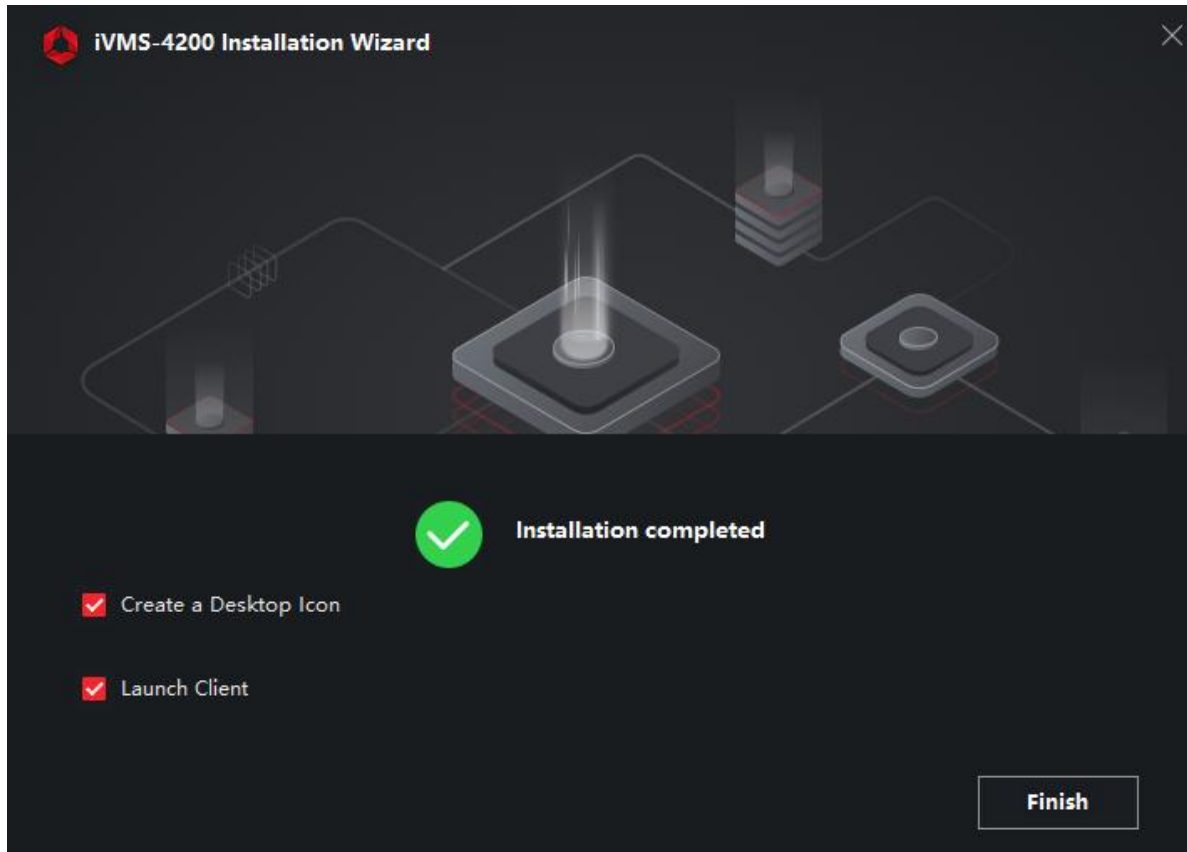 iVMS-4200 Installation Wizard
Installation completed
Create a Desktop Icon
Launch Client
Finish